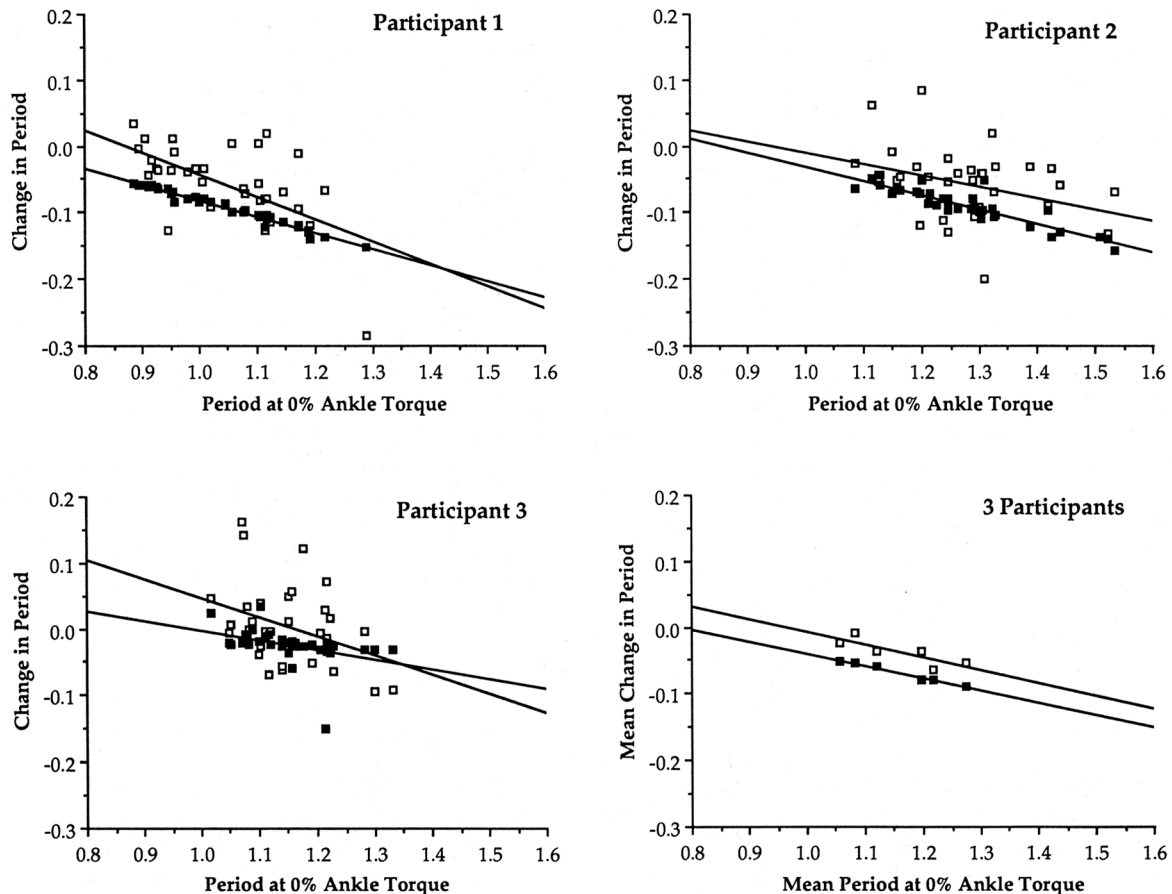 Participant 1
0.2
0.1
0.0
-0.1
-0.2
-0.3
Change in Period
0.8 0.9 1.0 1.1 1.2 1.3 1.4 1.5 1.6
Period at 0% Ankle Torque
Participant 2
0.2
0.1
0.0
-0.1
-0.2
-0.3
Change in Period
0.8 1.0 1.1 1.2 1.3 1.4 1.5 1.6
Period at 0% Ankle Torque
Participant 3
0.2
0.1
0.0
-0.1
-0.2
-0.3
Change in Period
0.8 0.9 1.0 1.1 1.2 1.3 1.4 1.5 1.6
Period at 0% Ankle Torque
3 Participants
0.2
0.1
0.0
-0.1
-0.2
-0.3
Mean Change in Period
0.8 0.9 1.0 1.1 1.2 1.3 1.4 1.5 1.6
Mean Period at 0% Ankle Torque